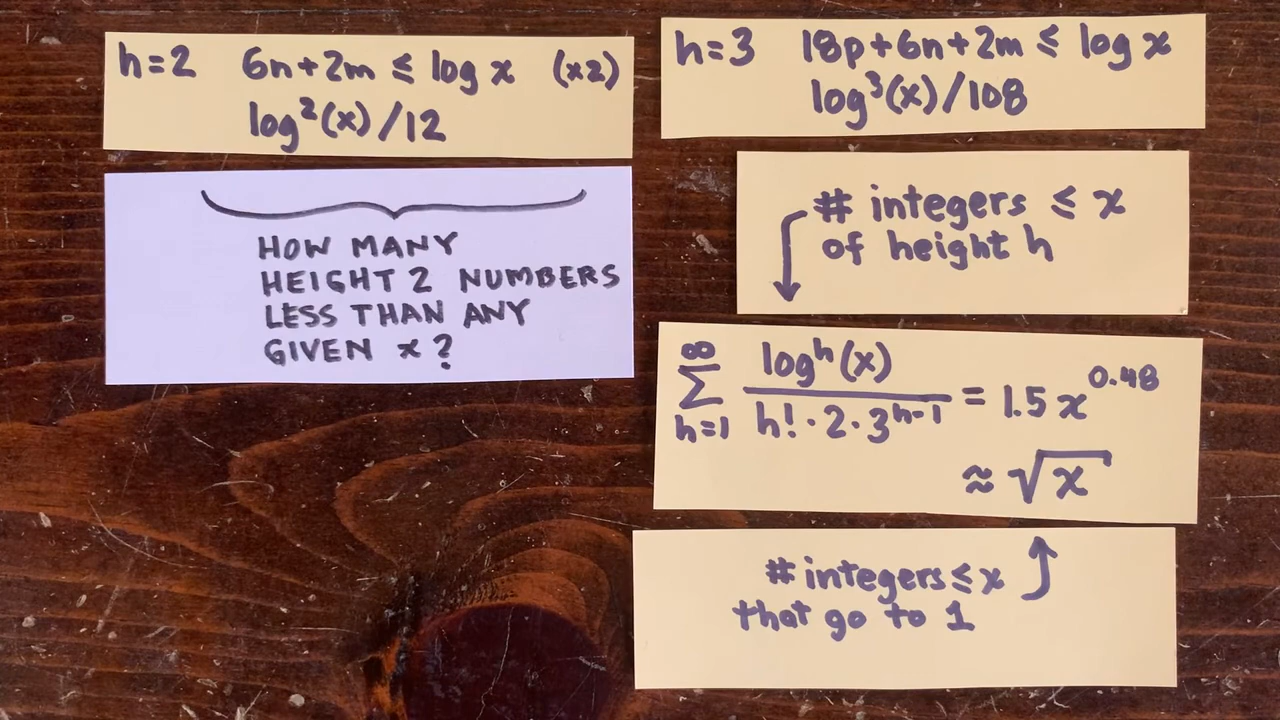 h=2 6n+2m ≤ log x (x2)
log²(x)/12
HOW MANY
HEIGHT 2 NUMBERS
LESS THAN ANY
GIVEN x?
h=3 18p+6n+2m ≤ log x
log³(x)/108
# integers ≤ x
of height h
∞
∑ logʰ(x) / h!·2·3ʰ⁻¹ = 1.5x^0.48
h=1
≈ √x
# integers ≤ x
that go to 1